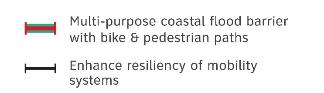 Multi-purpose coastal flood barrier
with bike & pedestrian paths
Enhance resiliency of mobility
systems